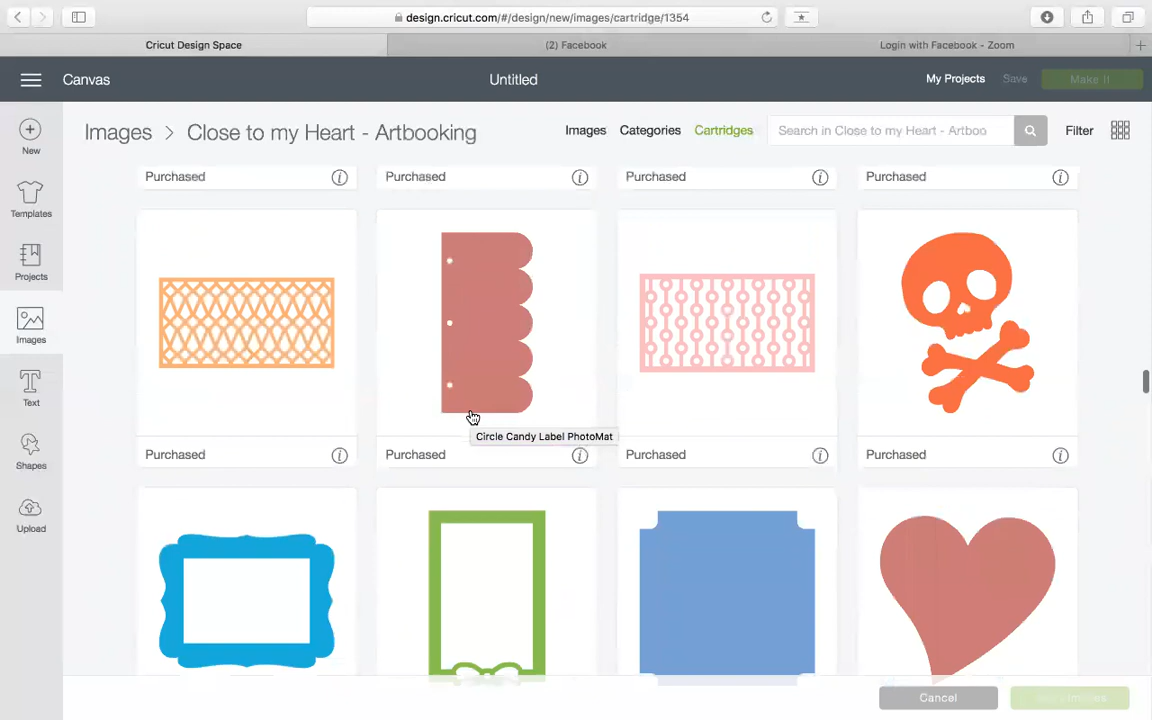 design.cricut.com/#/design/new/images/cartridge/1354
Cricut Design Space
(2) Facebook
Login with Facebook - Zoom
Canvas
Untitled
My Projects
Save
Make It
New
Templates
Projects
Images
Text
Shapes
Upload
Images > Close to my Heart - Artbooking
Images
Categories
Cartridges
Search in Close to my Heart - Artboo
Filter
Purchased
Purchased
Purchased
Purchased
Circle Candy Label PhotoMat
Purchased
Purchased
Purchased
Purchased
Cancel